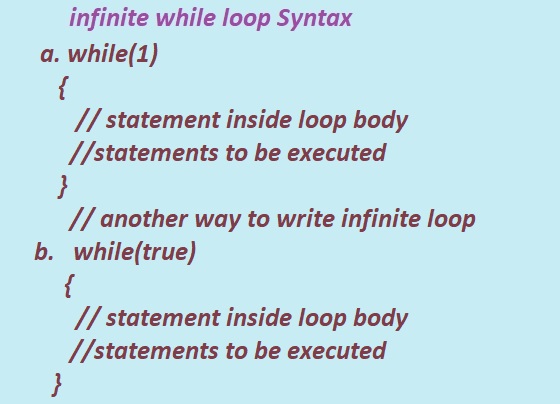 infinite while loop Syntax
a. while(1)
{
// statement inside loop body
//statements to be executed
}
// another way to write infinite loop
b. while(true)
{
// statement inside loop body
//statements to be executed
}